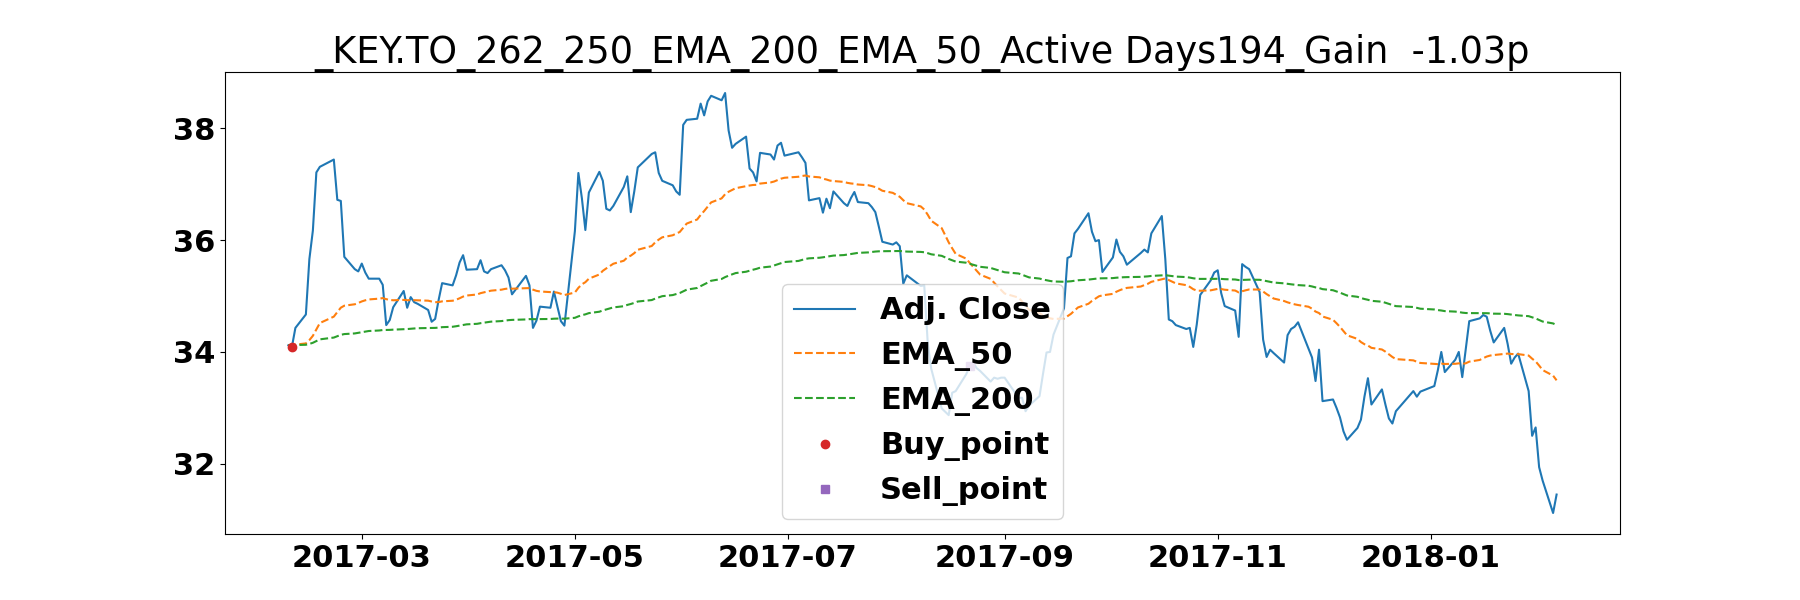 _KEY.TO_262_250_EMA_200_EMA_50_Active Days194_Gain  -1.03p
38
36
34
32
Adj. Close
EMA_50
EMA_200
Buy_point
Sell_point
2017-03 2017-05 2017-07 2017-09 2017-11 2018-01